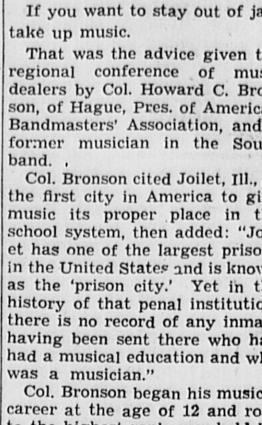 If you want to stay out of ja
take up music.
That was the advice given t
regional conference of mus
dealers by Col. Howard C. Bro
son, of Hague, Pres. of Americ
Bandmasters' Association, and
former musician in the Sou
band.
Col. Bronson cited Joilet, Ill.,
the first city in America to gi
music its proper place in t
school system, then added: "Jo
et has one of the largest priso
in the United States and is know
as the 'prison city.' Yet in t
history of that penal institutio
there is no record of any inma
having been sent there who ha
had a musical education and wh
was a musician."
Col. Bronson began his music
career at the age of 12 and ro